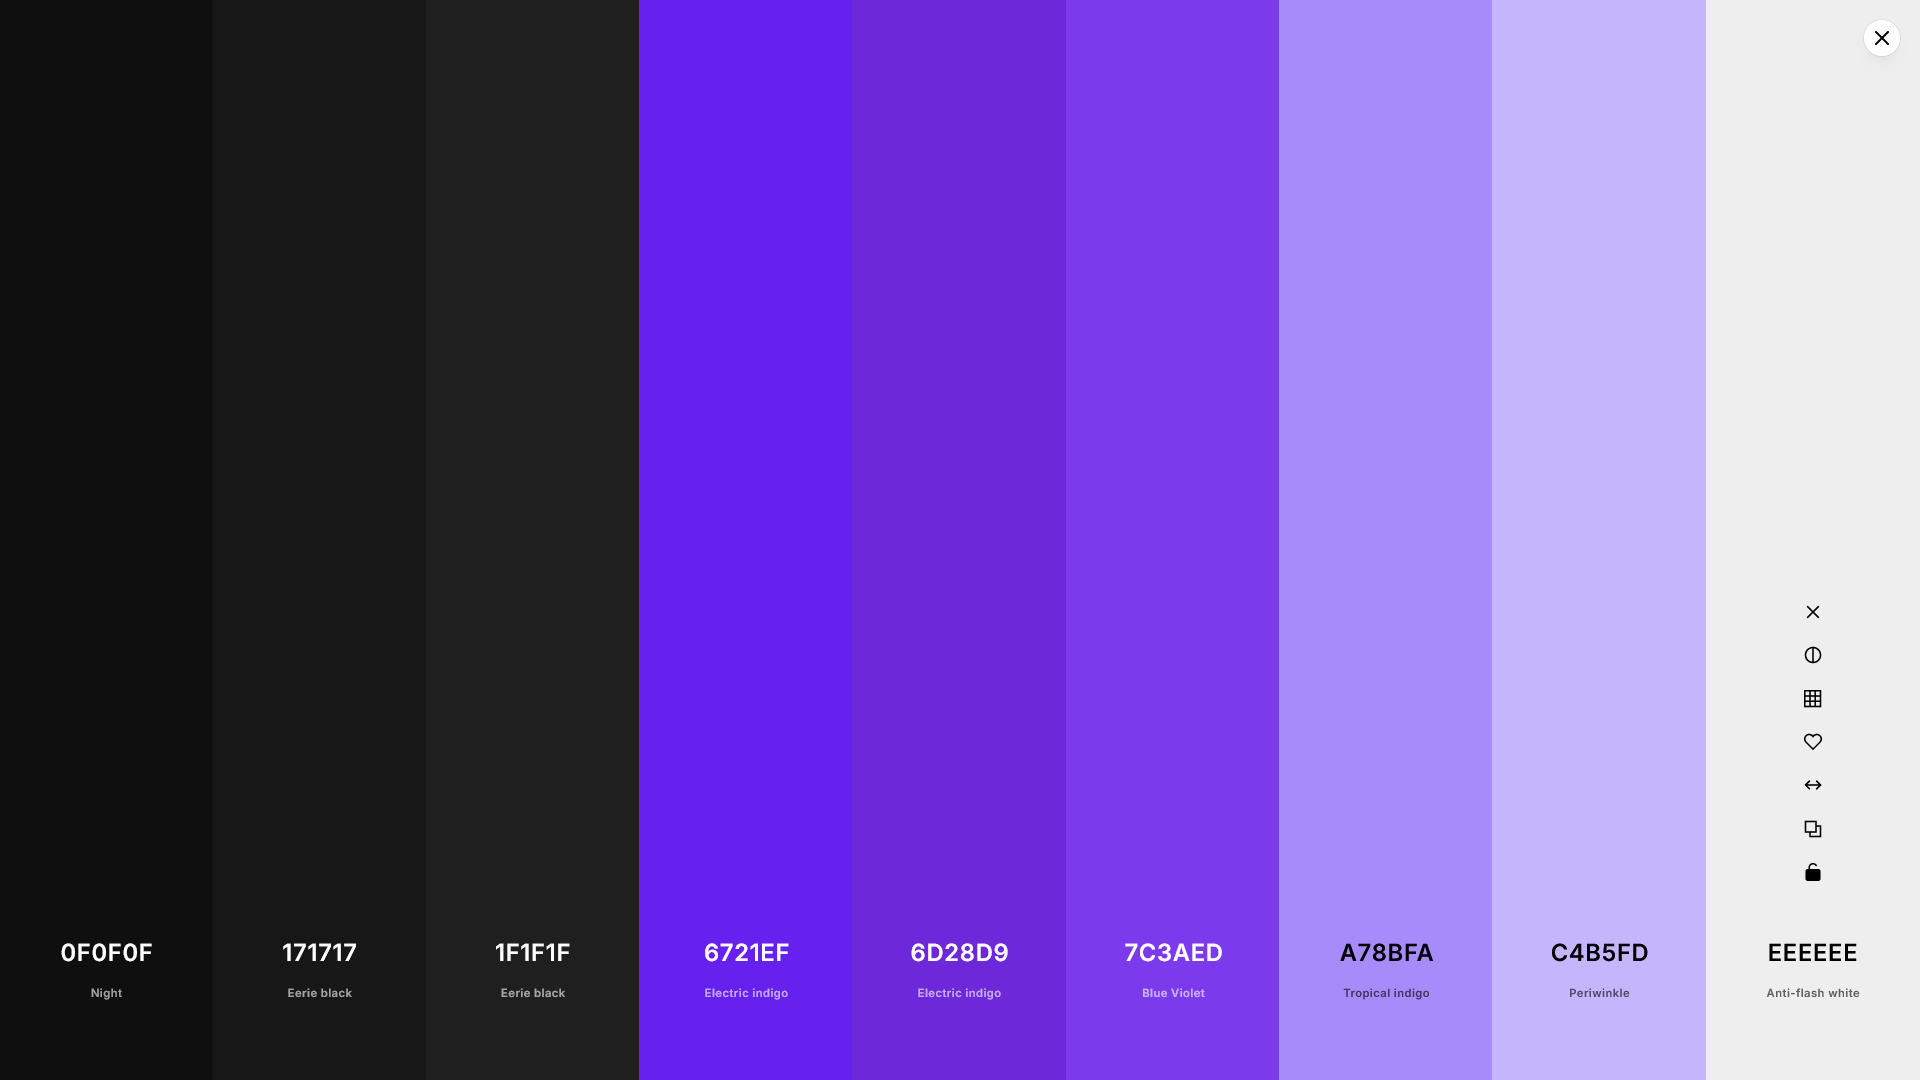 0F0F0F
Night
171717
Eerie black
1F1F1F
Eerie black
6721EF
Electric indigo
6D28D9
Electric indigo
7C3AED
Blue Violet
A78BFA
Tropical indigo
C4B5FD
Periwinkle
EEEEEE
Anti-flash white